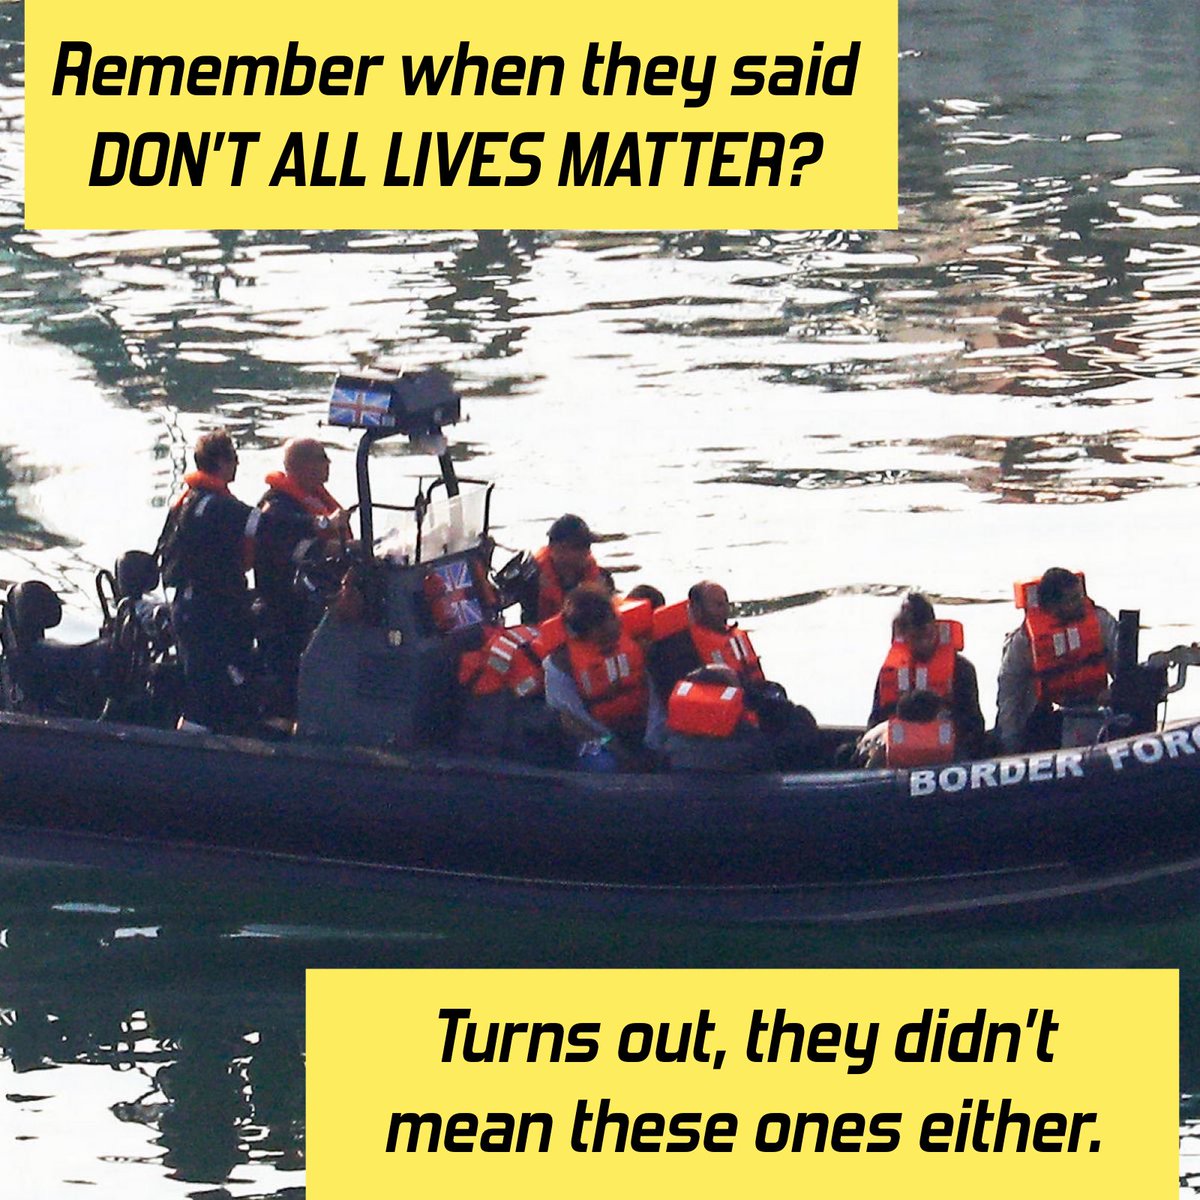 Remember when they said
DON'T ALL LIVES MATTER?
BORDER FORC
Turns out, they didn't
mean these ones either.